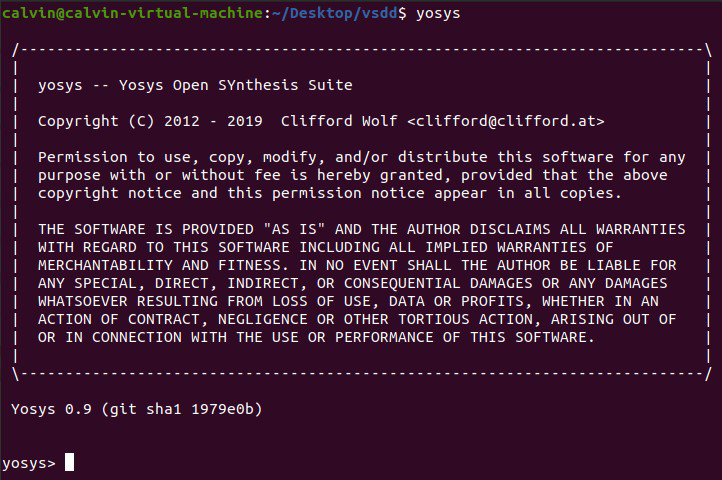 calvin@calvin-virtual-machine:~/Desktop/vsdd$ yosys
/----------------------------------------------------------------------------\
|                                                                            |
|  yosys -- Yosys Open SYnthesis Suite                                       |
|                                                                            |
|  Copyright (C) 2012 - 2019  Clifford Wolf <clifford@clifford.at>           |
|                                                                            |
|  Permission to use, copy, modify, and/or distribute this software for any  |
|  purpose with or without fee is hereby granted, provided that the above    |
|  copyright notice and this permission notice appear in all copies.         |
|                                                                            |
|  THE SOFTWARE IS PROVIDED "AS IS" AND THE AUTHOR DISCLAIMS ALL WARRANTIES  |
|  WITH REGARD TO THIS SOFTWARE INCLUDING ALL IMPLIED WARRANTIES OF          |
|  MERCHANTABILITY AND FITNESS. IN NO EVENT SHALL THE AUTHOR BE LIABLE FOR   |
|  ANY SPECIAL, DIRECT, INDIRECT, OR CONSEQUENTIAL DAMAGES OR ANY DAMAGES    |
|  WHATSOEVER RESULTING FROM LOSS OF USE, DATA OR PROFITS, WHETHER IN AN     |
|  ACTION OF CONTRACT, NEGLIGENCE OR OTHER TORTIOUS ACTION, ARISING OUT OF   |
|  OR IN CONNECTION WITH THE USE OR PERFORMANCE OF THIS SOFTWARE.            |
|                                                                            |
\----------------------------------------------------------------------------/
Yosys 0.9 (git sha1 1979e0b)
yosys>